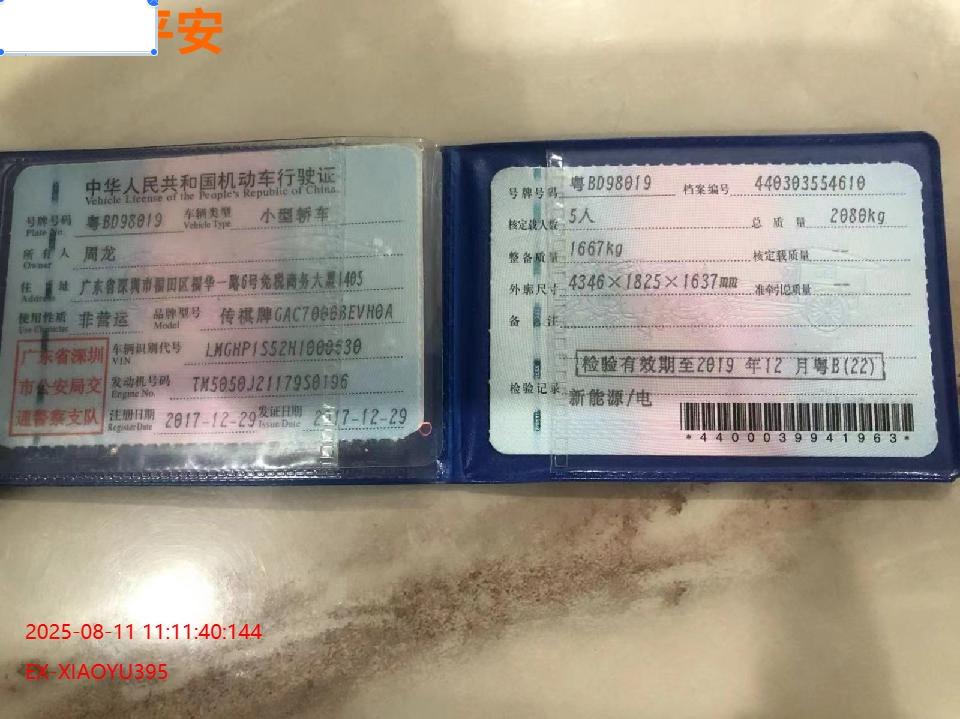 平安
中华人民共和国机动车行驶证
Vehicle License of the People's Republic of China
号牌号码 粤BD98019 车辆类型 小型轿车
Plate No. Vehicle Type
所有人 周龙
Owner
住址 广东省深圳市福田区福华一路6号免税商务大厦1405
Address
使用性质 非营运 品牌型号 传祺牌GAC7000BEVH0A
Use Character Model
广东省深圳
市公安局交
通警察支队
车辆识别代号 LMGHP1S52H1000530
VIN
发动机号码 TM5050J21179S0196
Engine No.
注册日期 2017-12-29 发证日期 2017-12-29
Register Date Issue Date
号牌号码 粤BD98019 档案编号 440303554610
核定载人数 5人 总质量 2080kg
整备质量 1667kg 核定载质量 --
外廓尺寸 4346×1825×1637mm 准牵引总质量 --
备注
检验有效期至2019年12月粤B(22)
检验记录
新能源/电
*4400039941963*
2025-08-11 11:11:40:144
EX-XIAOYU395